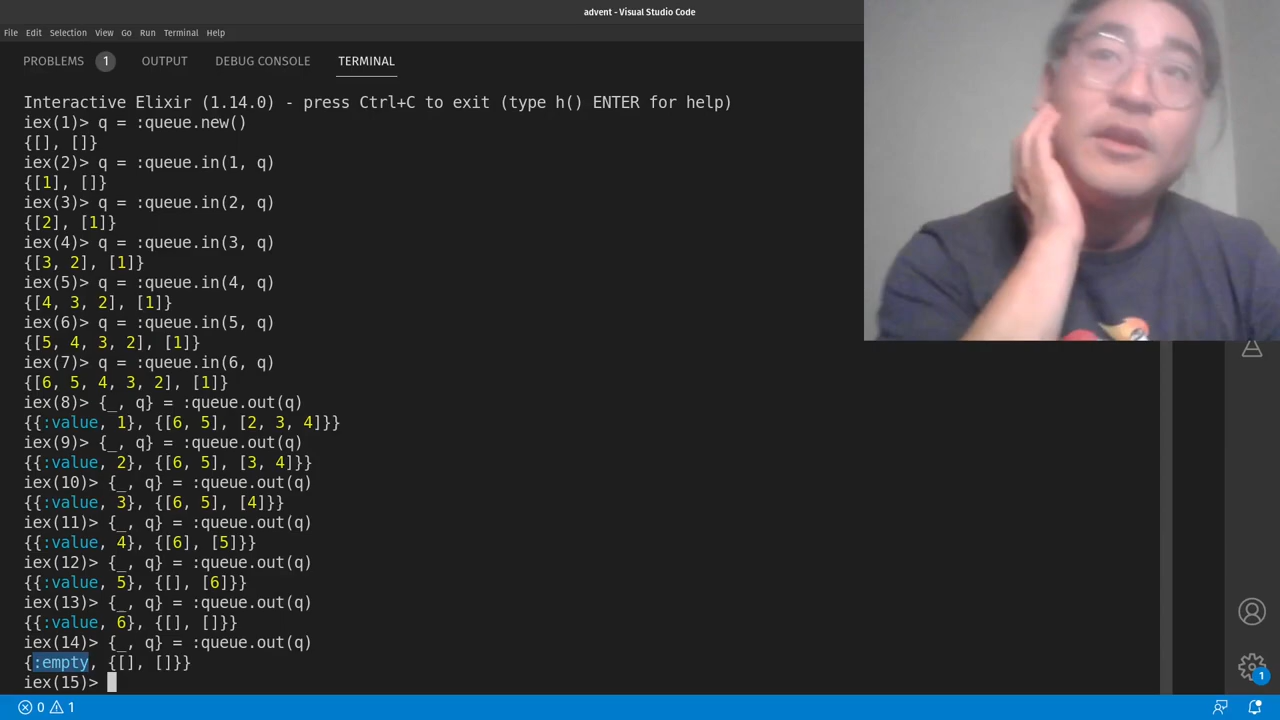 advent - Visual Studio Code
File Edit Selection View Go Run Terminal Help
PROBLEMS 1 OUTPUT DEBUG CONSOLE TERMINAL
Interactive Elixir (1.14.0) - press Ctrl+C to exit (type h() ENTER for help)
iex(1)> q = :queue.new()
{[], []}
iex(2)> q = :queue.in(1, q)
{[1], []}
iex(3)> q = :queue.in(2, q)
{[2], [1]}
iex(4)> q = :queue.in(3, q)
{[3, 2], [1]}
iex(5)> q = :queue.in(4, q)
{[4, 3, 2], [1]}
iex(6)> q = :queue.in(5, q)
{[5, 4, 3, 2], [1]}
iex(7)> q = :queue.in(6, q)
{[6, 5, 4, 3, 2], [1]}
iex(8)> {_, q} = :queue.out(q)
{{:value, 1}, {[6, 5], [2, 3, 4]}}
iex(9)> {_, q} = :queue.out(q)
{{:value, 2}, {[6, 5], [3, 4]}}
iex(10)> {_, q} = :queue.out(q)
{{:value, 3}, {[6, 5], [4]}}
iex(11)> {_, q} = :queue.out(q)
{{:value, 4}, {[6], [5]}}
iex(12)> {_, q} = :queue.out(q)
{{:value, 5}, {[], [6]}}
iex(13)> {_, q} = :queue.out(q)
{{:value, 6}, {[], []}}
iex(14)> {_, q} = :queue.out(q)
{:empty, {[], []}}
iex(15)>
1
0 1